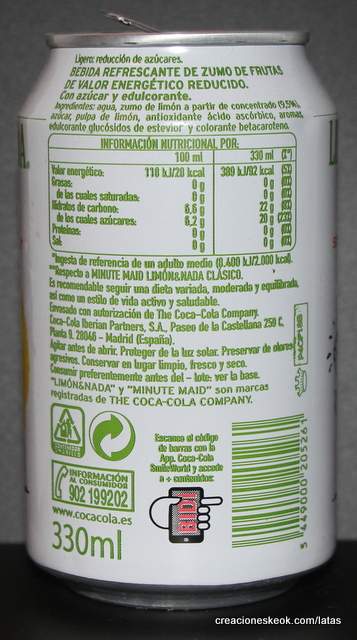 Ligero: reducción de azúcares.
BEBIDA REFRESCANTE DE ZUMO DE FRUTAS
DE VALOR ENERGÉTICO REDUCIDO.
Con azúcar y edulcorante.
Ingredientes: agua, zumo de limón a partir de concentrado (9,5%),
azúcar, pulpa de limón, antioxidante ácido ascórbico, aromas,
edulcorante glucósidos de esteviol y colorante betacaroteno.
INFORMACIÓN NUTRICIONAL POR:
100 ml 330 ml (*)
Valor energético: 118 kJ/28 kcal 389 kJ/92 kcal
Grasas: 0 g 0 g
de las cuales saturadas: 0 g 0 g
Hidratos de carbono: 6,6 g 22 g
de los cuales azúcares: 6,2 g 20 g
Proteínas: 0 g 0 g
Sal: 0 g 0 g
*Ingesta de referencia de un adulto medio (8.400 kJ/2.000 kcal).
**Respecto a MINUTE MAID LIMÓN&NADA CLÁSICO.
Es recomendable seguir una dieta variada, moderada y equilibrada,
así como un estilo de vida activo y saludable.
Envasado con autorización de The Coca-Cola Company.
Coca-Cola Iberian Partners, S.A., Paseo de la Castellana 259 C,
Planta 9. 28046 - Madrid (España).
Agitar antes de abrir. Proteger de la luz solar. Preservar de olores
agresivos. Conservar en lugar limpio, fresco y seco.
Consumir preferentemente antes del - lote: ver la base.
"LIMÓN&NADA" y "MINUTE MAID" son marcas
registradas de THE COCA-COLA COMPANY.
Escanea el código
de barras con la
App. Coca-Cola
SmileWorld y accede
a + contenidos:
BIDI
INFORMACIÓN
AL CONSUMIDOR
902 199202
www.cocacola.es
330ml
5 449000 205261
creacioneskeok.com/latas